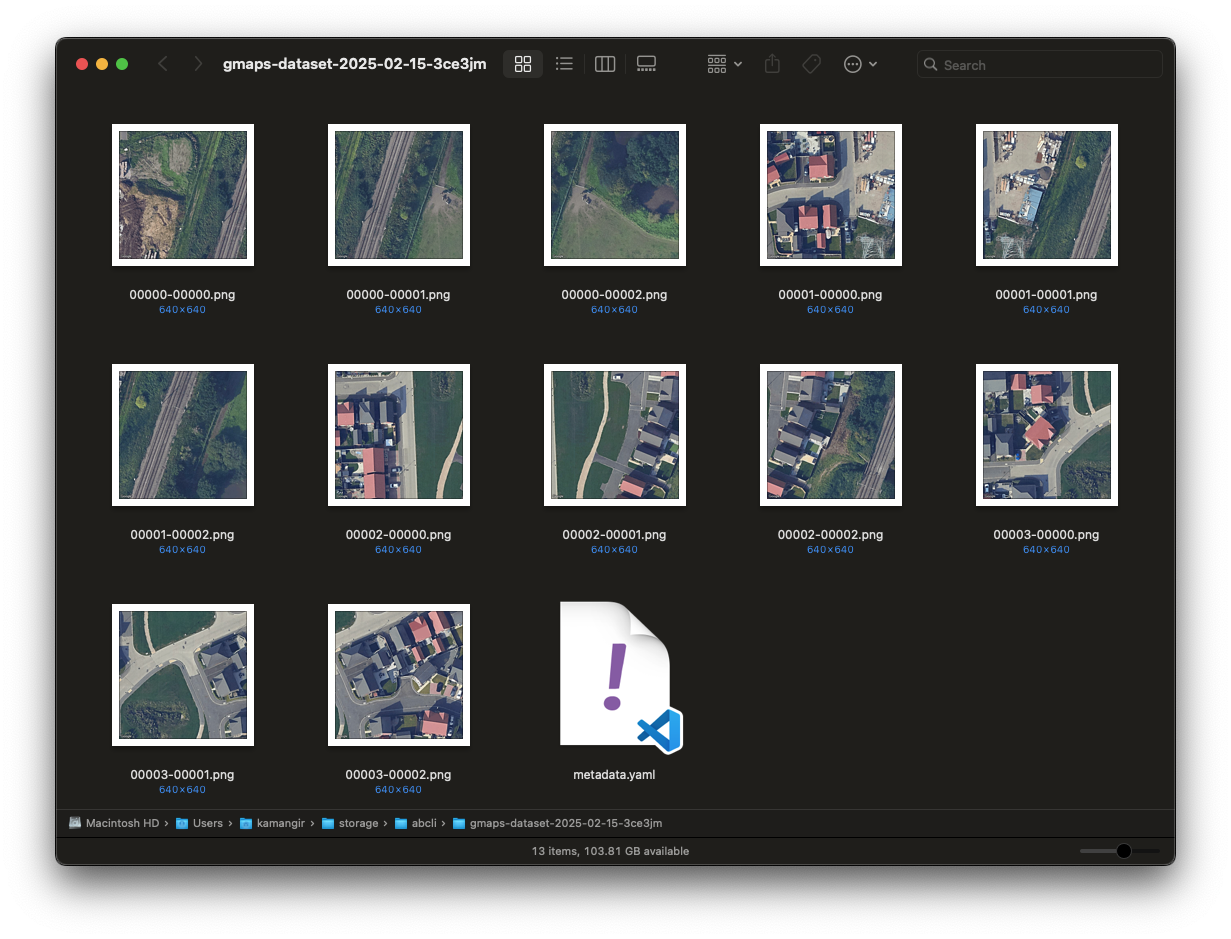 gmaps-dataset-2025-02-15-3ce3jm
Search
00000-00000.png
640×640
00000-00001.png
640×640
00000-00002.png
640×640
00001-00000.png
640×640
00001-00001.png
640×640
00001-00002.png
640×640
00002-00000.png
640×640
00002-00001.png
640×640
00002-00002.png
640×640
00003-00000.png
640×640
00003-00001.png
640×640
00003-00002.png
640×640
metadata.yaml
Macintosh HD › Users › kamangir › storage › abcli › gmaps-dataset-2025-02-15-3ce3jm
13 items, 103.81 GB available